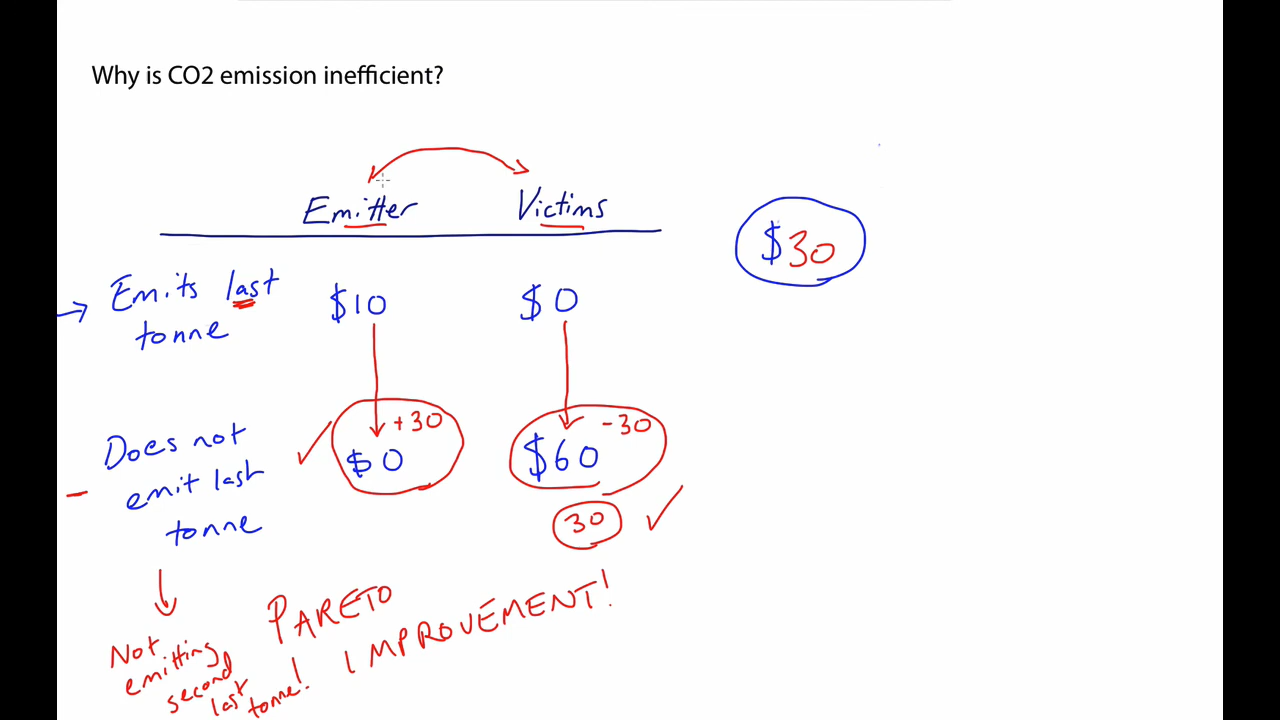 Why is CO2 emission inefficient?
Emitter Victims
$30
Emits last
tonne
$10 $0
Does not
emit last
tonne
+30
$0
-30
$60
30
PARETO
IMPROVEMENT!
Not
emitting
second
last
tonne!